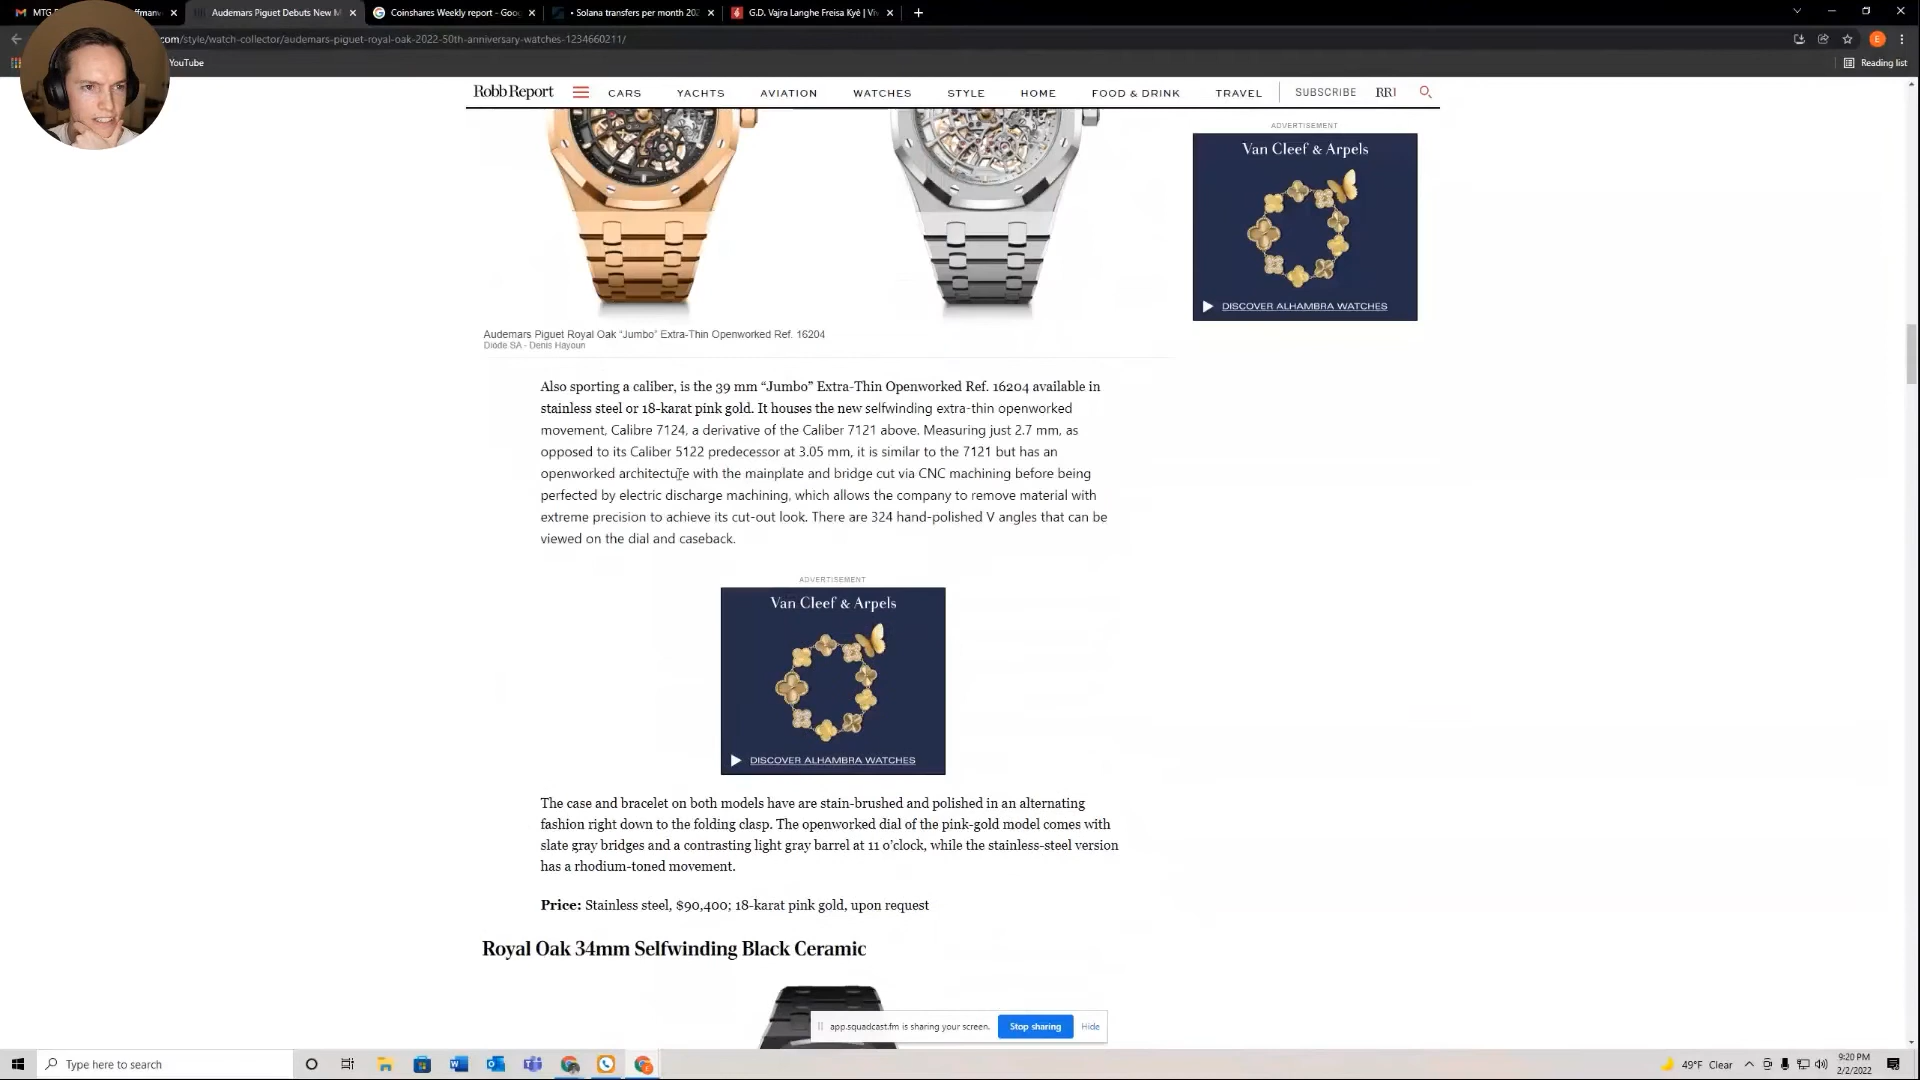 Audemars Piguet Debuts New M
Coinshares Weekly report - Goo
• Solana transfers per month 202
G.D. Vajra Langhe Freisa Kyè | Viv
com/style/watch-collector/audemars-piguet-royal-oak-2022-50th-anniversary-watches-1234660211/
E
YouTube
Reading list
Robb Report
CARS
YACHTS
AVIATION
WATCHES
STYLE
HOME
FOOD & DRINK
TRAVEL
SUBSCRIBE
RR1
ADVERTISEMENT
Van Cleef & Arpels
DISCOVER ALHAMBRA WATCHES
Audemars Piguet Royal Oak “Jumbo” Extra-Thin Openworked Ref. 16204
Diode SA - Denis Hayoun
Also sporting a caliber, is the 39 mm “Jumbo” Extra-Thin Openworked Ref. 16204 available in
stainless steel or 18-karat pink gold. It houses the new selfwinding extra-thin openworked
movement, Calibre 7124, a derivative of the Caliber 7121 above. Measuring just 2.7 mm, as
opposed to its Caliber 5122 predecessor at 3.05 mm, it is similar to the 7121 but has an
openworked architecture with the mainplate and bridge cut via CNC machining before being
perfected by electric discharge machining, which allows the company to remove material with
extreme precision to achieve its cut-out look. There are 324 hand-polished V angles that can be
viewed on the dial and caseback.
ADVERTISEMENT
Van Cleef & Arpels
DISCOVER ALHAMBRA WATCHES
The case and bracelet on both models have are stain-brushed and polished in an alternating
fashion right down to the folding clasp. The openworked dial of the pink-gold model comes with
slate gray bridges and a contrasting light gray barrel at 11 o’clock, while the stainless-steel version
has a rhodium-toned movement.
Price: Stainless steel, $90,400; 18-karat pink gold, upon request
Royal Oak 34mm Selfwinding Black Ceramic
app.squadcast.fm is sharing your screen.
Stop sharing
Hide
Type here to search
49°F Clear
9:20 PM
2/2/2022